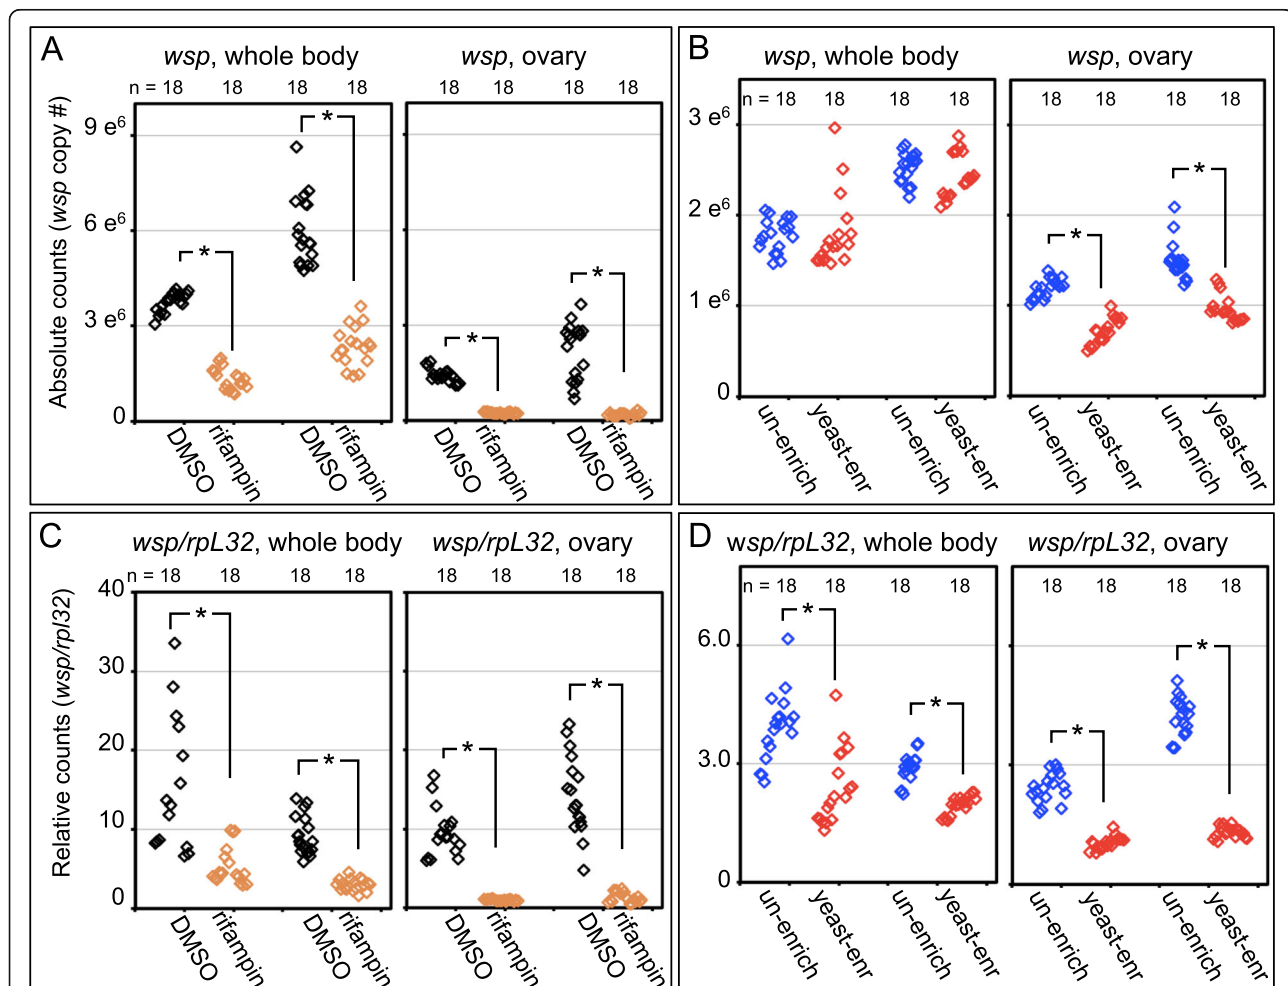 A
wsp, whole body
wsp, ovary
n = 18 18 18 18
18 18 18 18
Absolute counts (wsp copy #)
9 e6
6 e6
3 e6
0
*
*
*
*
DMSO
rifampin
DMSO
rifampin
DMSO
rifampin
DMSO
rifampin
B
wsp, whole body
wsp, ovary
n = 18 18 18 18
18 18 18 18
3 e6
2 e6
1 e6
0
*
*
un-enrich
yeast-enr
un-enrich
yeast-enr
un-enrich
yeast-enr
un-enrich
yeast-enr
C
wsp/rpL32, whole body
wsp/rpL32, ovary
n = 18 18 18 18
18 18 18 18
Relative counts (wsp/rpl32)
40
30
20
10
0
*
*
*
*
DMSO
rifampin
DMSO
rifampin
DMSO
rifampin
DMSO
rifampin
D
wsp/rpL32, whole body
wsp/rpL32, ovary
n = 18 18 18 18
18 18 18 18
6.0
3.0
0
*
*
*
*
un-enrich
yeast-enr
un-enrich
yeast-enr
un-enrich
yeast-enr
un-enrich
yeast-enr